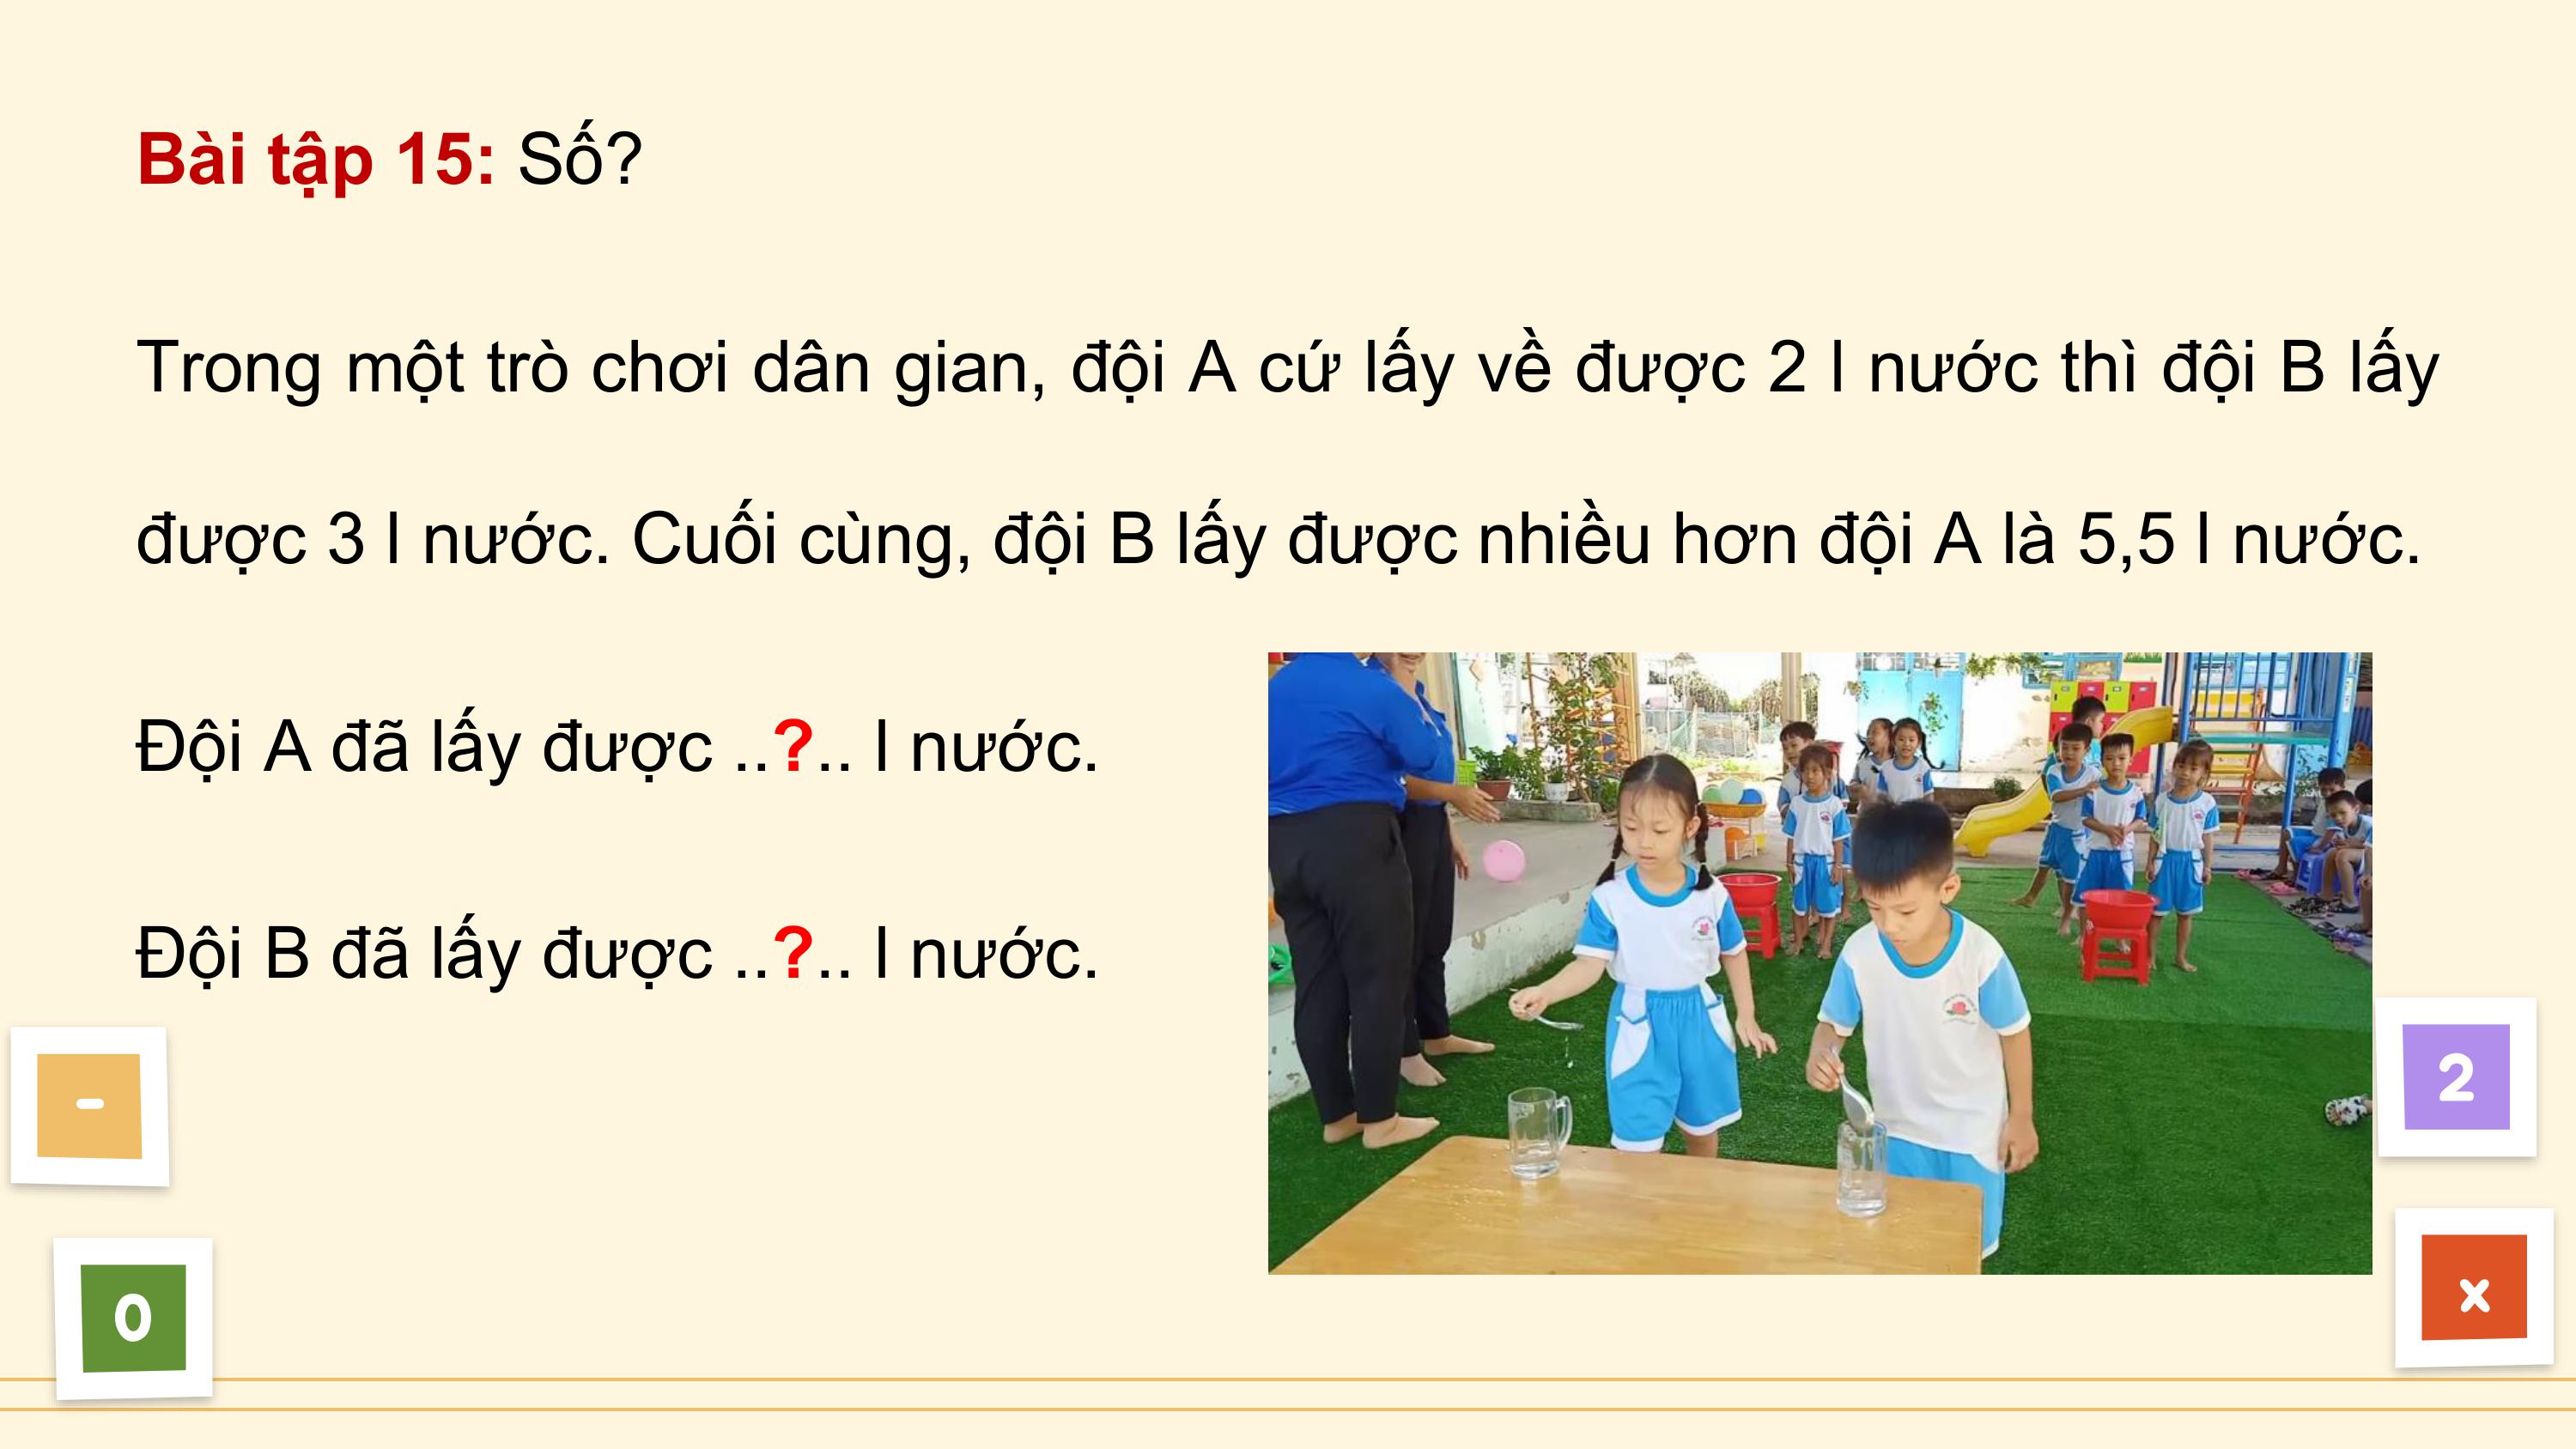 Bài tập 15: Số?
Trong một trò chơi dân gian, đội A cứ lấy về được 2 l nước thì đội B lấy
được 3 l nước. Cuối cùng, đội B lấy được nhiều hơn đội A là 5,5 l nước.
Đội A đã lấy được ..?.. l nước.
Đội B đã lấy được ..?.. l nước.
-
2
0
x